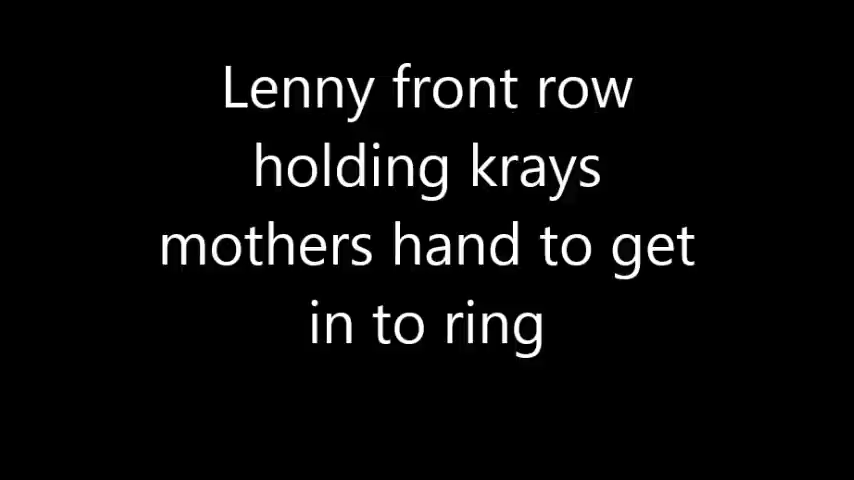 Lenny front row
holding krays
mothers hand to get
in to ring